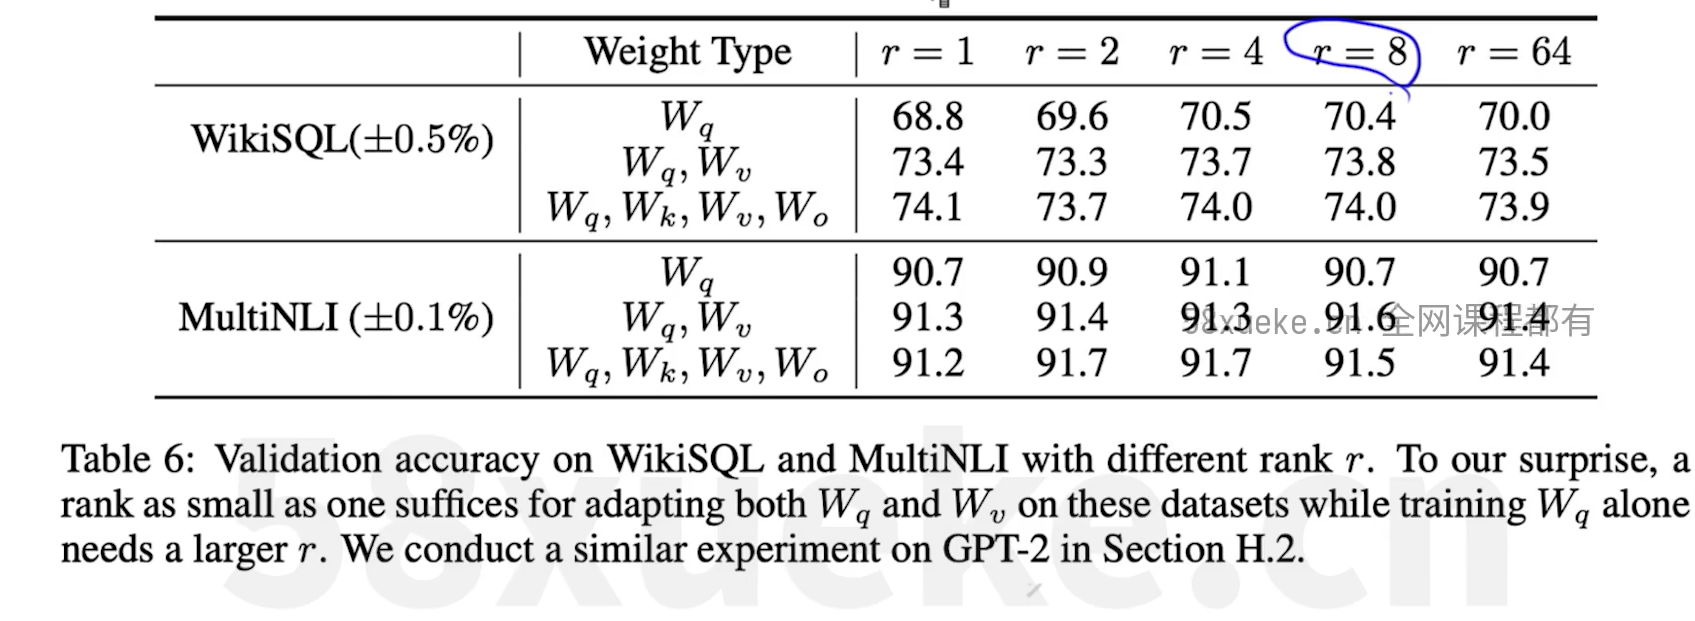 Weight Type r = 1 r = 2 r = 4 r = 8 r = 64
WikiSQL(±0.5%)
W_q 68.8 69.6 70.5 70.4 70.0
W_q, W_v 73.4 73.3 73.7 73.8 73.5
W_q, W_k, W_v, W_o 74.1 73.7 74.0 74.0 73.9
MultiNLI (±0.1%)
W_q 90.7 90.9 91.1 90.7 90.7
W_q, W_v 91.3 91.4 91.3 91.6 91.4
W_q, W_k, W_v, W_o 91.2 91.7 91.7 91.5 91.4
58xueke.cn 全网课程都有
Table 6: Validation accuracy on WikiSQL and MultiNLI with different rank r. To our surprise, a
rank as small as one suffices for adapting both W_q and W_v on these datasets while training W_q alone
needs a larger r. We conduct a similar experiment on GPT-2 in Section H.2.
58xueke.cn